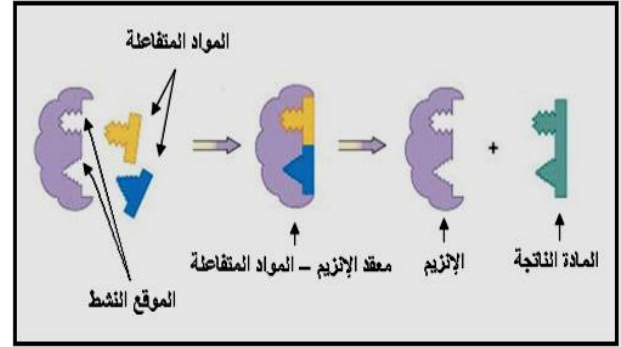 المواد المتفاعلة
+
المادة الناتجة
الإنزيم
معقد الإنزيم – المواد المتفاعلة
الموقع النشط